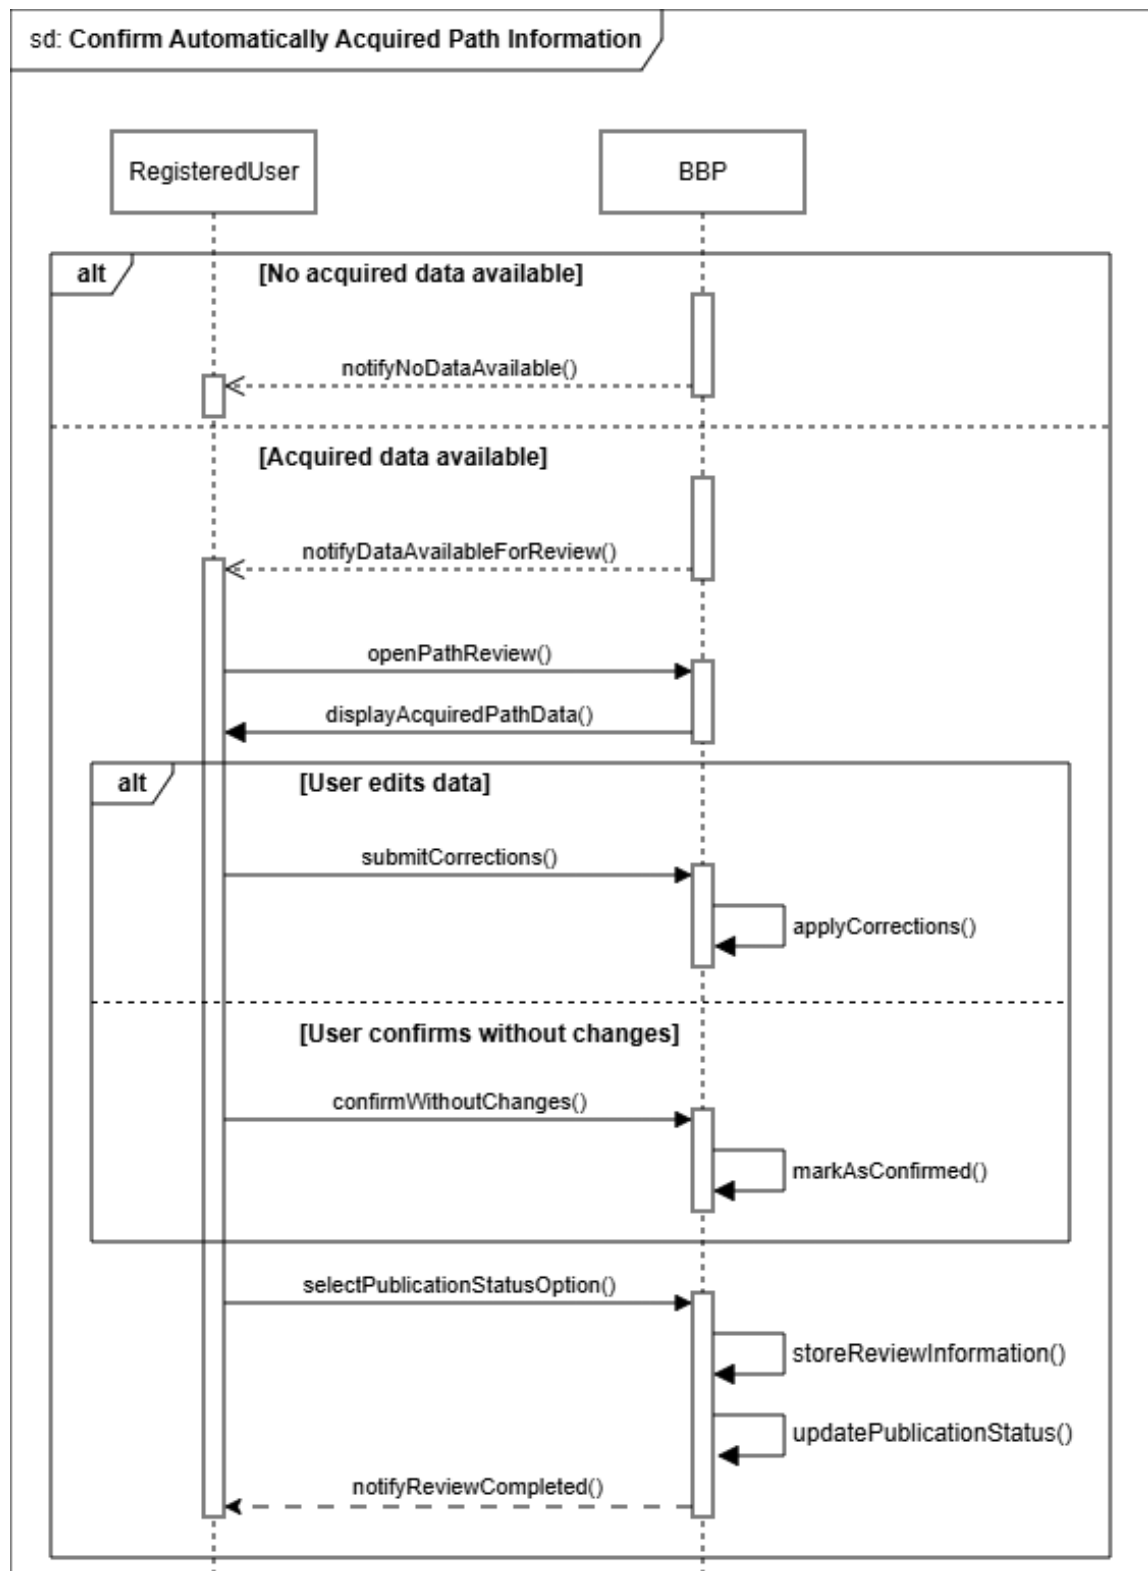 sd: Confirm Automatically Acquired Path Information
RegisteredUser
BBP
alt
[No acquired data available]
notifyNoDataAvailable()
[Acquired data available]
notifyDataAvailableForReview()
openPathReview()
displayAcquiredPathData()
alt
[User edits data]
submitCorrections()
applyCorrections()
[User confirms without changes]
confirmWithoutChanges()
markAsConfirmed()
selectPublicationStatusOption()
storeReviewInformation()
updatePublicationStatus()
notifyReviewCompleted()